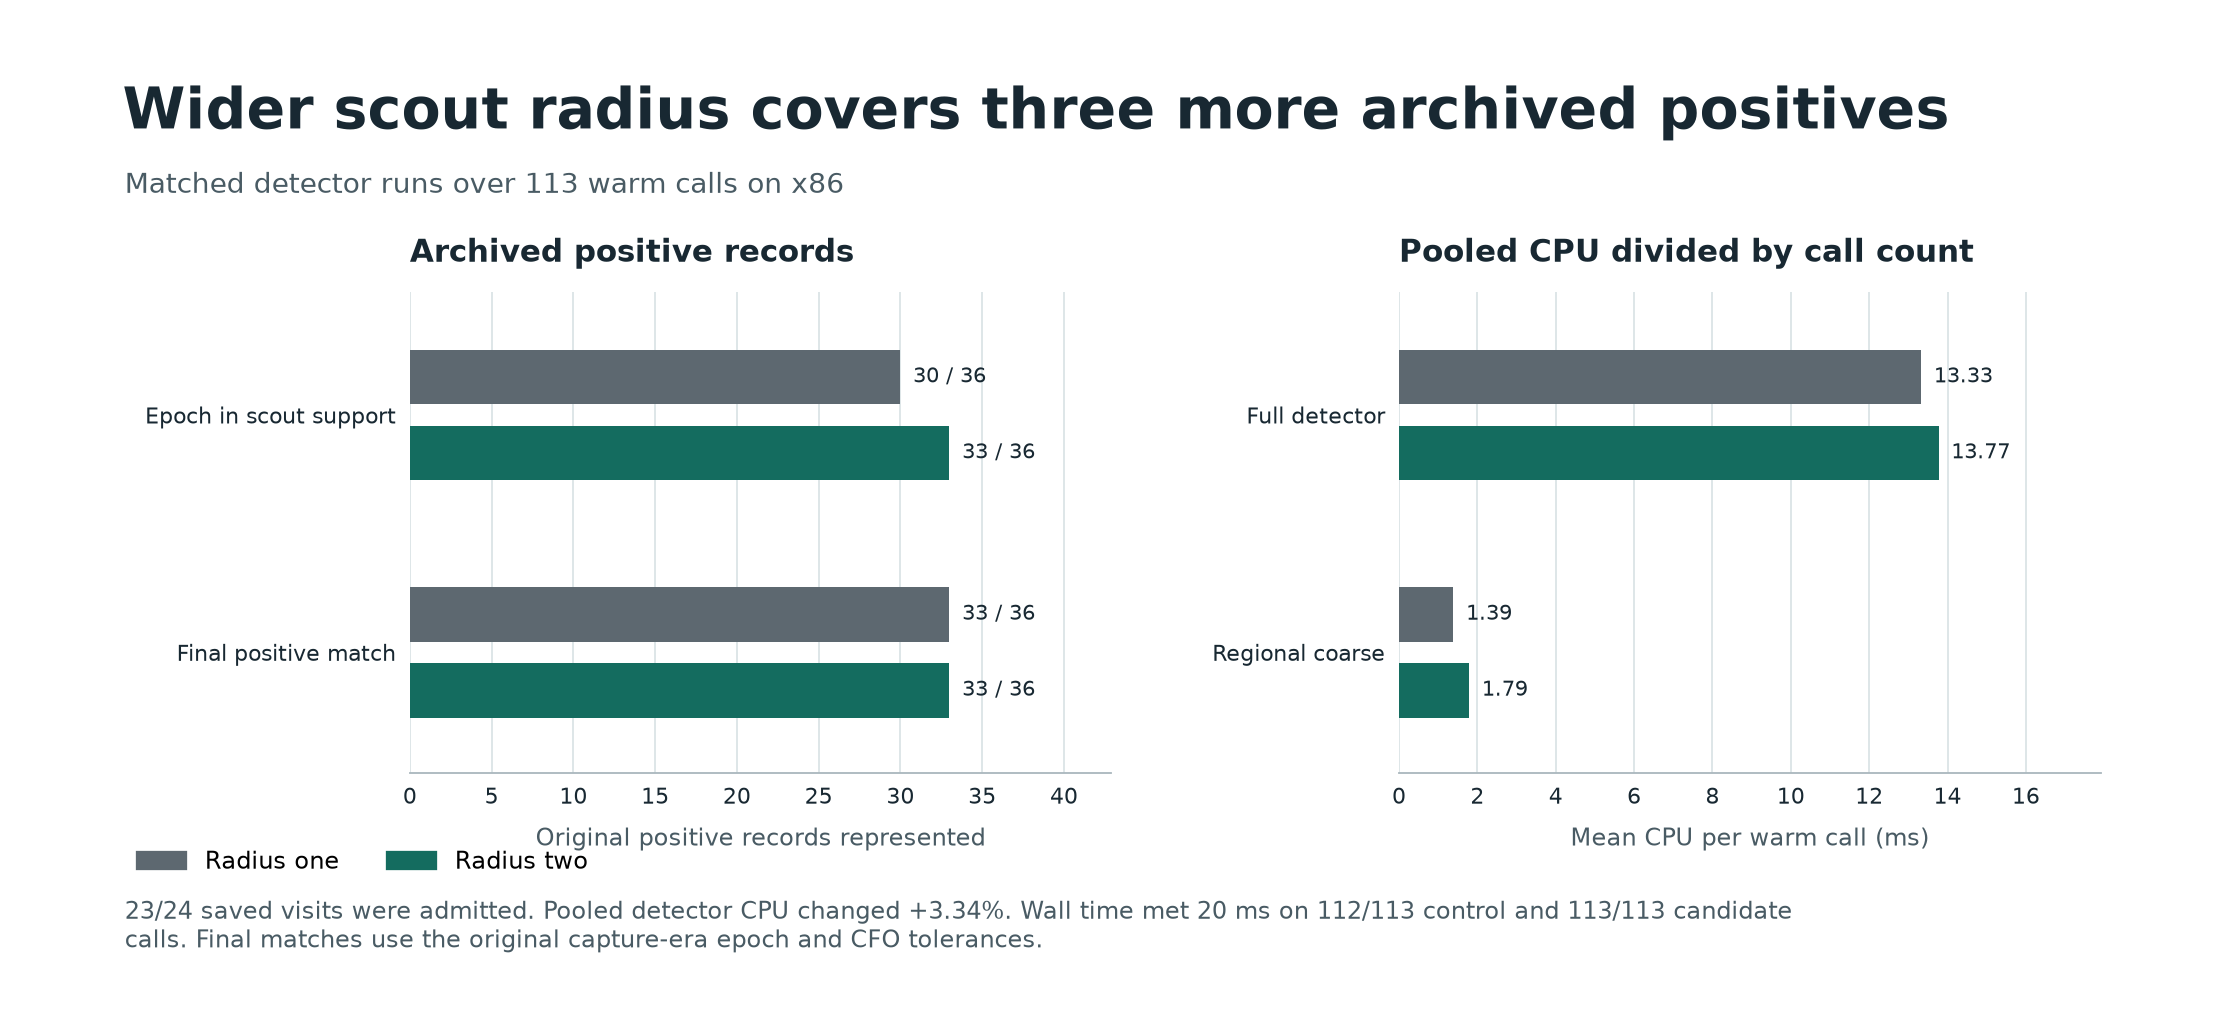 Wider scout radius covers three more archived positives
Matched detector runs over 113 warm calls on x86
Archived positive records
Epoch in scout support
30 / 36
33 / 36
Final positive match
33 / 36
33 / 36
0 5 10 15 20 25 30 35 40
Original positive records represented
Pooled CPU divided by call count
Full detector
13.33
13.77
Regional coarse
1.39
1.79
0 2 4 6 8 10 12 14 16
Mean CPU per warm call (ms)
Radius one
Radius two
23/24 saved visits were admitted. Pooled detector CPU changed +3.34%. Wall time met 20 ms on 112/113 control and 113/113 candidate
calls. Final matches use the original capture-era epoch and CFO tolerances.